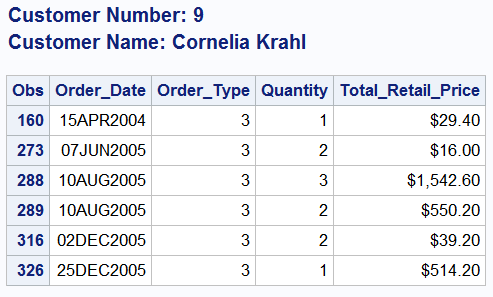 Customer Number: 9
Customer Name: Cornelia Krahl
Obs Order_Date Order_Type Quantity Total_Retail_Price
160 15APR2004 3 1 $29.40
273 07JUN2005 3 2 $16.00
288 10AUG2005 3 3 $1,542.60
289 10AUG2005 3 2 $550.20
316 02DEC2005 3 2 $39.20
326 25DEC2005 3 1 $514.20